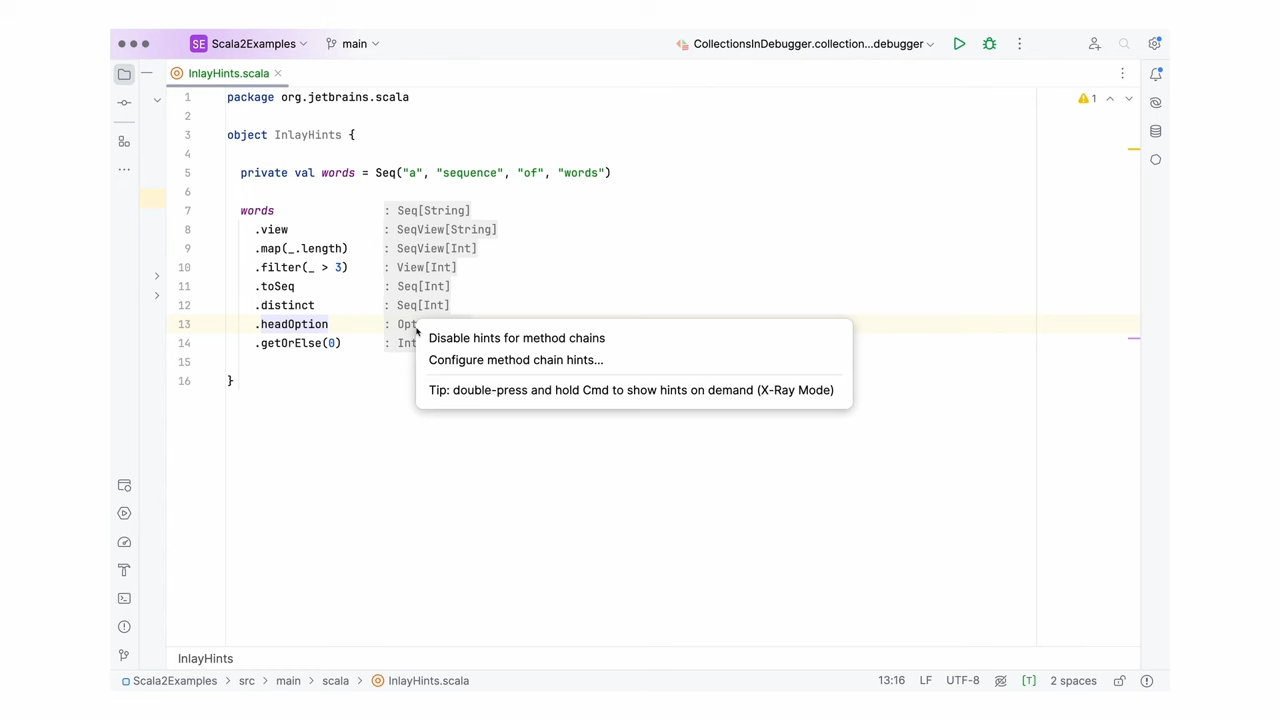 SE Scala2Examples main CollectionsInDebugger.collection...debugger
InlayHints.scala
1 package org.jetbrains.scala 1
2
3 object InlayHints {
4
5 private val words = Seq("a", "sequence", "of", "words")
6
7 words : Seq[String]
8 .view : SeqView[String]
9 .map(_.length) : SeqView[Int]
10 .filter(_ > 3) : View[Int]
11 .toSeq : Seq[Int]
12 .distinct : Seq[Int]
13 .headOption : Opt
14 .getOrElse(0) : Int
15
16 }
Disable hints for method chains
Configure method chain hints...
Tip: double-press and hold Cmd to show hints on demand (X-Ray Mode)
InlayHints
Scala2Examples > src > main > scala > InlayHints.scala 13:16 LF UTF-8 [T] 2 spaces